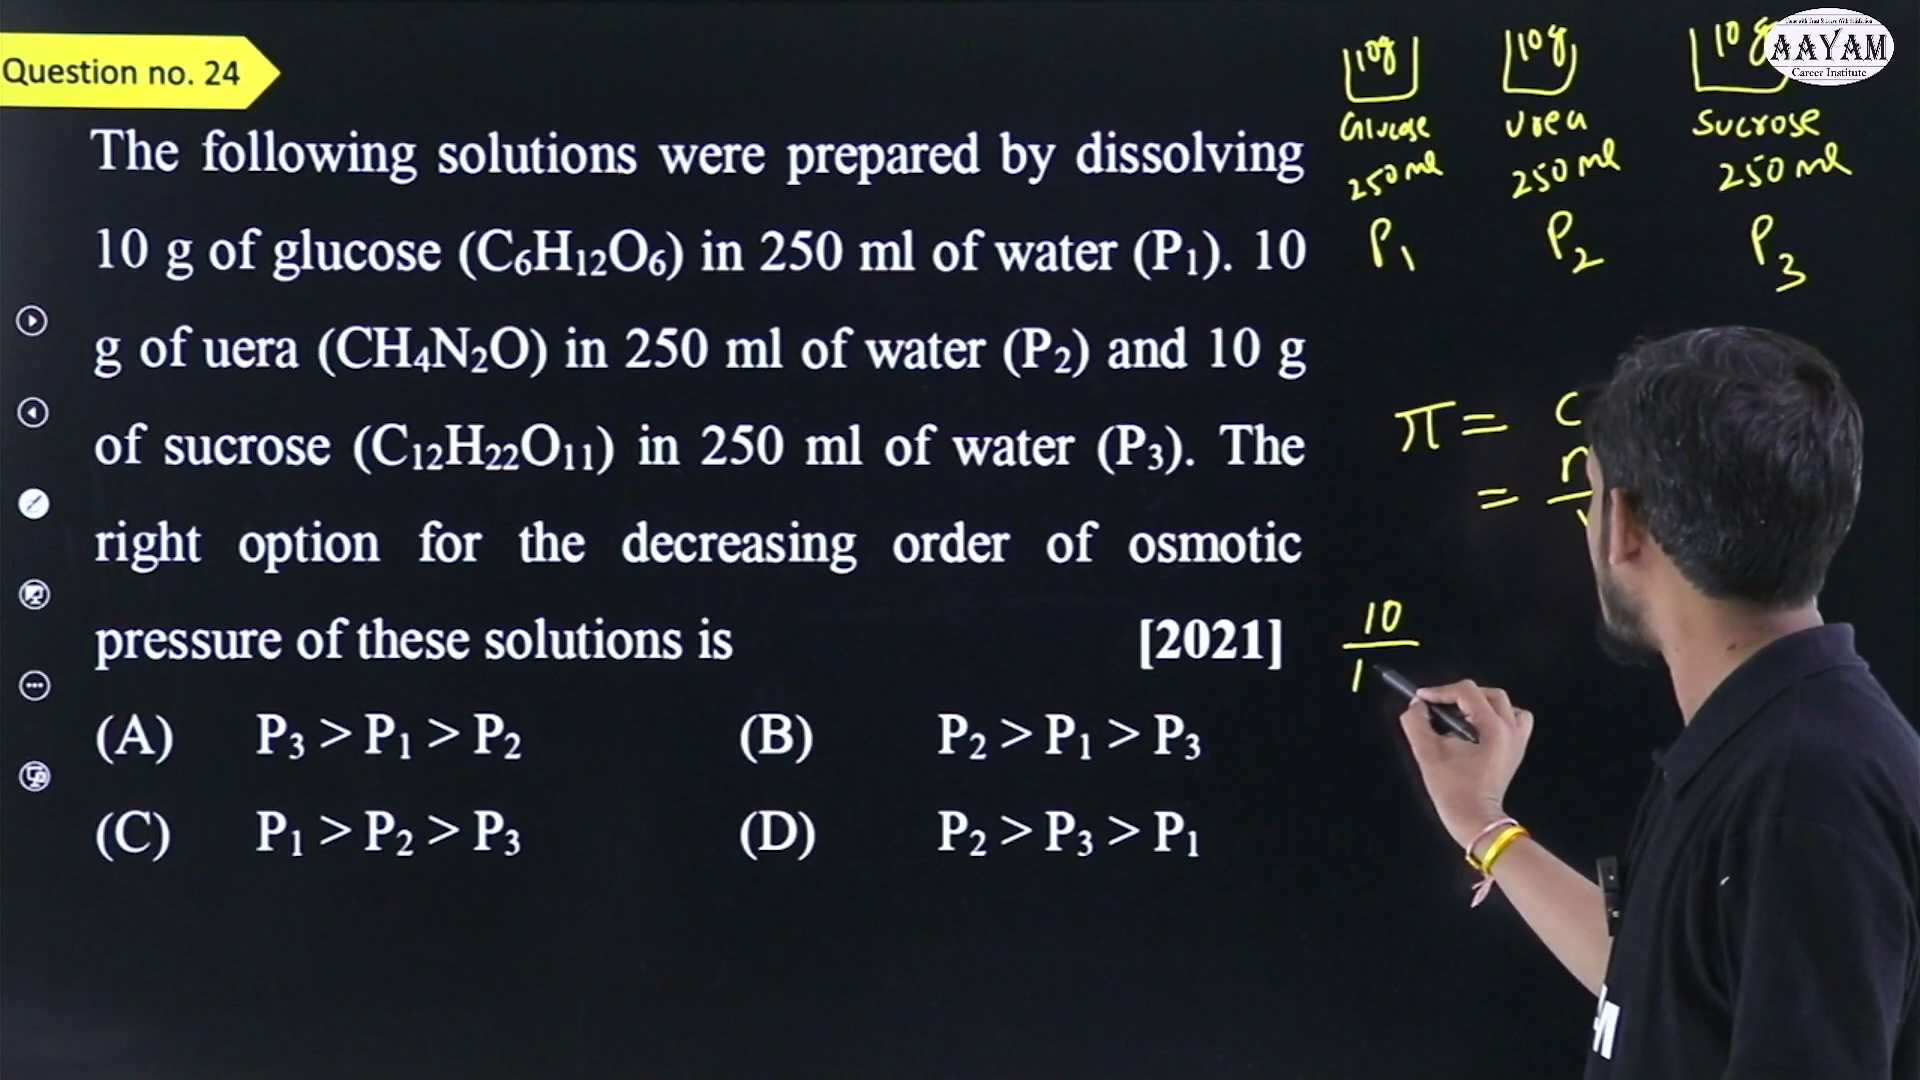 Question no. 24
The following solutions were prepared by dissolving
10 g of glucose (C₆H₁₂O₆) in 250 ml of water (P₁). 10
g of uera (CH₄N₂O) in 250 ml of water (P₂) and 10 g
of sucrose (C₁₂H₂₂O₁₁) in 250 ml of water (P₃). The
right option for the decreasing order of osmotic
pressure of these solutions is [2021]
(A) P₃ > P₁ > P₂ (B) P₂ > P₁ > P₃
(C) P₁ > P₂ > P₃ (D) P₂ > P₃ > P₁
10g 10g 10g
Glucose Urea Sucrose
250 ml 250 ml 250 ml
P₁ P₂ P₃
π = C
= n
10
1
AAYAM
Career Institute
M